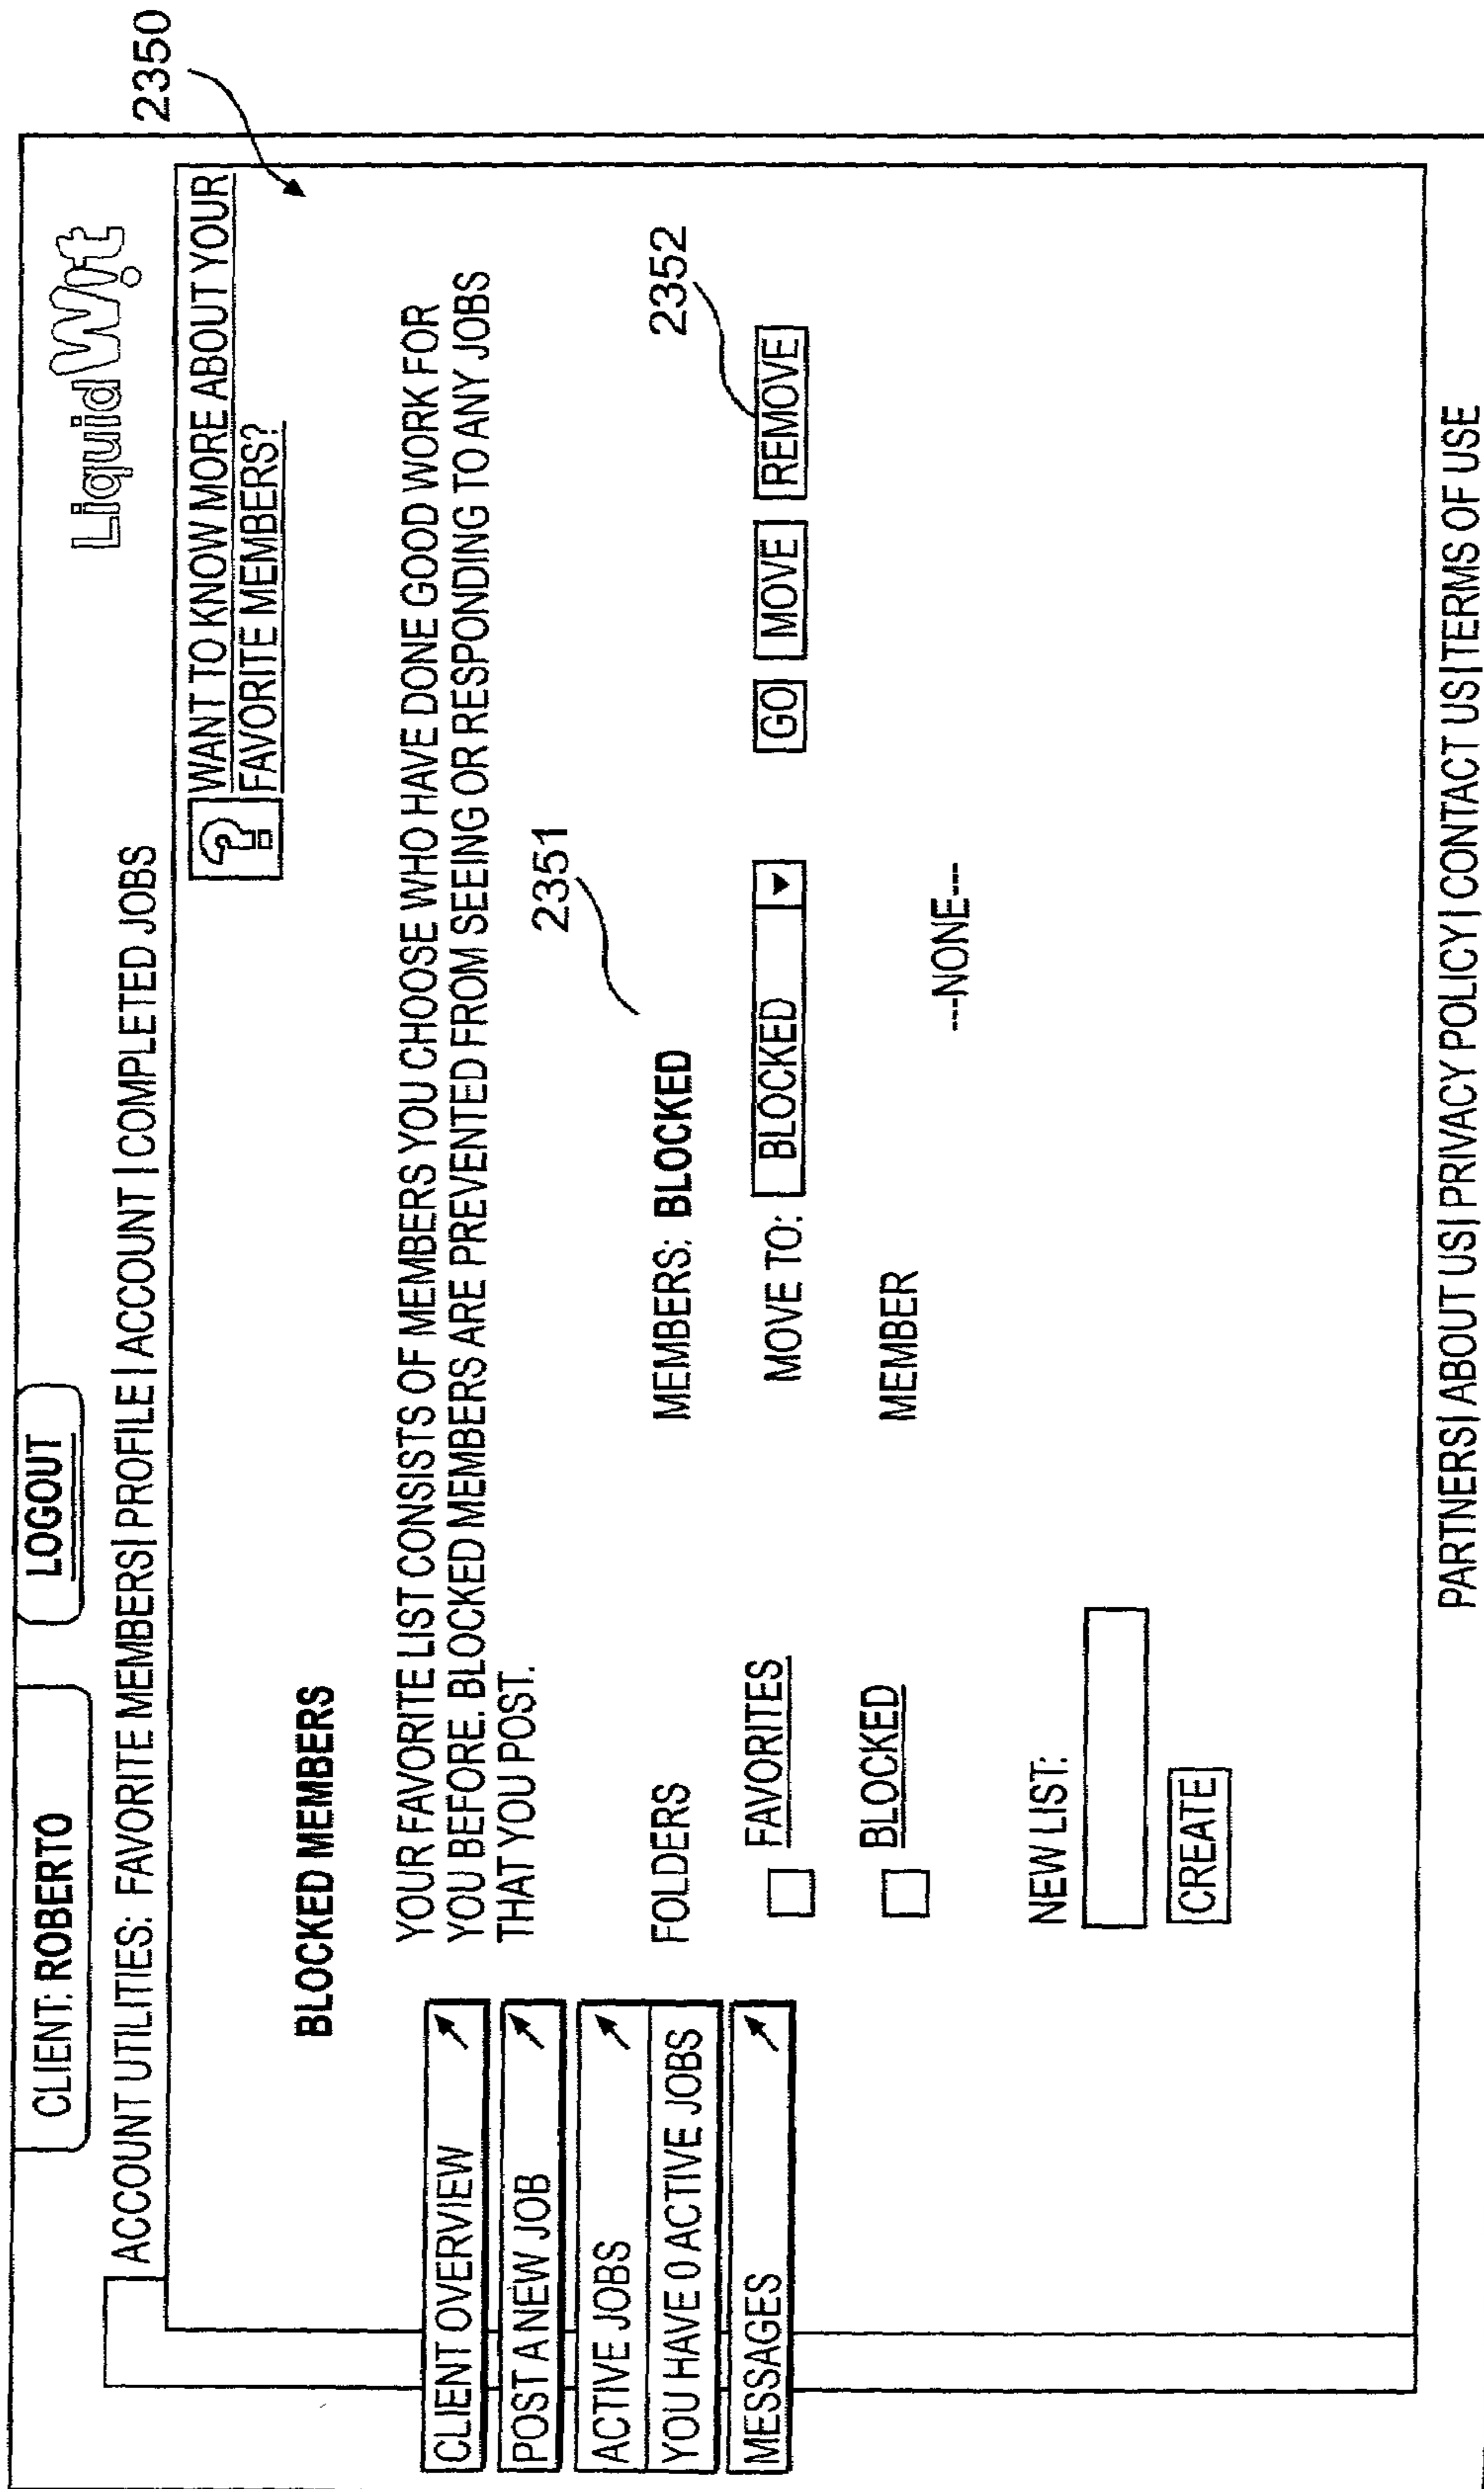 CLIENT: ROBERTO
LOGOUT
LiquidWit
ACCOUNT UTILITIES: FAVORITE MEMBERS| PROFILE | ACCOUNT | COMPLETED JOBS
2350
? WANT TO KNOW MORE ABOUT YOUR
FAVORITE MEMBERS?
BLOCKED MEMBERS
YOUR FAVORITE LIST CONSISTS OF MEMBERS YOU CHOOSE WHO HAVE DONE GOOD WORK FOR
YOU BEFORE. BLOCKED MEMBERS ARE PREVENTED FROM SEEING OR RESPONDING TO ANY JOBS
THAT YOU POST.
CLIENT OVERVIEW
POST A NEW JOB
ACTIVE JOBS
YOU HAVE 0 ACTIVE JOBS
MESSAGES
FOLDERS
FAVORITES
BLOCKED
NEW LIST:
CREATE
2351
MEMBERS: BLOCKED
2352
MOVE TO: BLOCKED GO MOVE REMOVE
MEMBER
---NONE---
PARTNERS| ABOUT US| PRIVACY POLICY | CONTACT US|TERMS OF USE